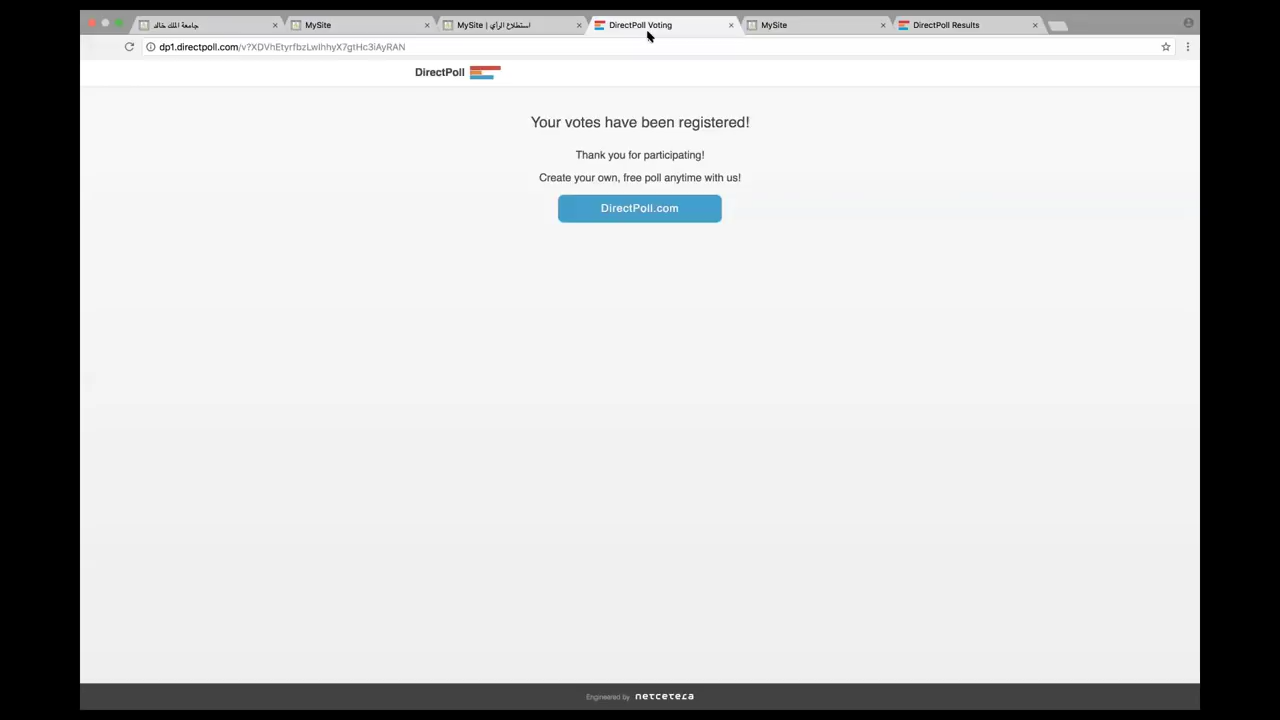 جامعة الملك خالد
MySite
MySite | استطلاع الرأي
DirectPoll Voting
MySite
DirectPoll Results
dp1.directpoll.com/v?XDVhEtyrfbzLwIhhyX7gtHc3iAyRAN
DirectPoll
Your votes have been registered!
Thank you for participating!
Create your own, free poll anytime with us!
DirectPoll.com
Engineered by netcetera